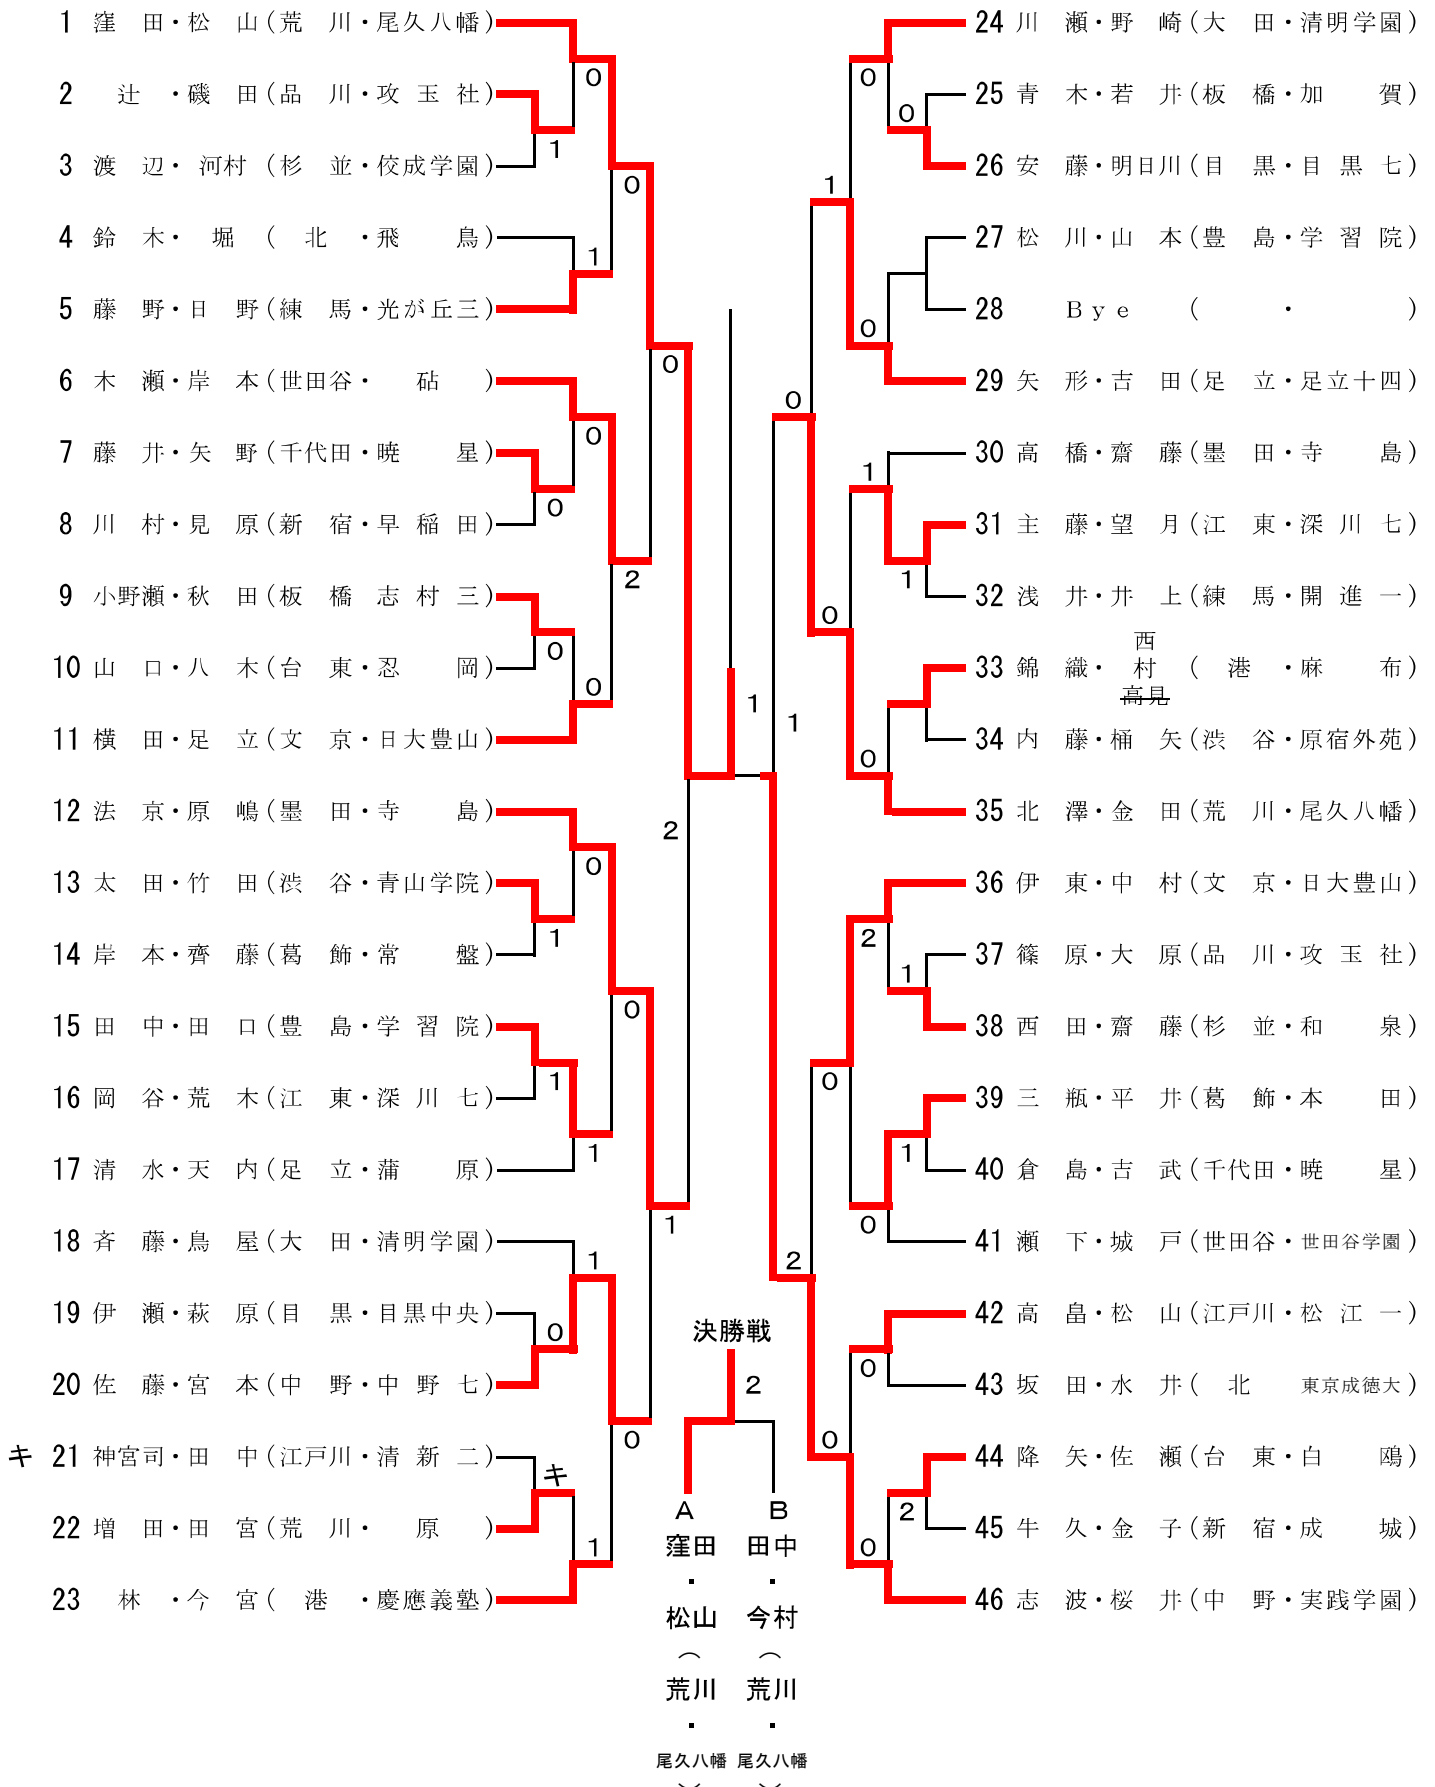 1 窪 田・松 山(荒 川・尾久八幡)
2 辻 ・磯 田(品 川・攻 玉 社)
3 渡 辺・ 河村 (杉 並・佼成学園)
4 鈴 木・ 堀 ( 北 ・飛 鳥)
5 藤 野・日 野(練 馬・光が丘三)
6 木 瀬・岸 本(世田谷・ 砧 )
7 藤 井・矢 野(千代田・暁 星)
8 川 村・見 原(新 宿・早 稲 田)
9 小野瀬・秋 田(板 橋 志 村 三)
10 山 口・八 木(台 東・忍 岡)
11 横 田・足 立(文 京・日大豊山)
12 法 京・原 嶋(墨 田・寺 島)
13 太 田・竹 田(渋 谷・青山学院)
14 岸 本・齊 藤(葛 飾・常 盤)
15 田 中・田 口(豊 島・学 習 院)
16 岡 谷・荒 木(江 東・深 川 七)
17 清 水・天 内(足 立・蒲 原)
18 斉 藤・鳥 屋(大 田・清明学園)
19 伊 瀬・萩 原(目 黒・目黒中央)
20 佐 藤・宮 本(中 野・中 野 七)
キ 21 神宮司・田 中(江戸川・清 新 二)
22 増 田・田 宮(荒 川・ 原 )
23 林 ・今 宮( 港 ・慶應義塾)
0
1
0
1
0
0
0
2
0
0
0
2
0
1
0
1
1
1
1
0
0
キ
1
1
1
決勝戦
2
A B
窪田 田中
・ ・
松山 今村
( (
荒川 荒川
・ ・
尾久八幡 尾久八幡
) )
24 川 瀬・野 崎(大 田・清明学園)
25 青 木・若 井(板 橋・加 賀)
26 安 藤・明日川(目 黒・目 黒 七)
27 松 川・山 本(豊 島・学 習 院)
28 Bye ( ・ )
29 矢 形・吉 田(足 立・足立十四)
30 高 橋・齋 藤(墨 田・寺 島)
31 主 藤・望 月(江 東・深 川 七)
32 浅 井・井 上(練 馬・開 進 一)
西
33 錦 織・ 村 ( 港 ・麻 布)
高見
34 内 藤・桶 矢(渋 谷・原宿外苑)
35 北 澤・金 田(荒 川・尾久八幡)
36 伊 東・中 村(文 京・日大豊山)
37 篠 原・大 原(品 川・攻 玉 社)
38 西 田・齋 藤(杉 並・和 泉)
39 三 瓶・平 井(葛 飾・本 田)
40 倉 島・古 武(千代田・暁 星)
41 瀬 下・城 戸(世田谷・世田谷学園)
42 高 畠・松 山(江戸川・松 江 一)
43 坂 田・水 井( 北 東京成徳大)
44 降 矢・佐 瀬(台 東・白 鴎)
45 牛 久・金 子(新 宿・成 城)
46 志 波・桜 井(中 野・実践学園)
0
0
1
0
0
1
1
0
0
1
2
1
0
1
0
2
0
0
2
0